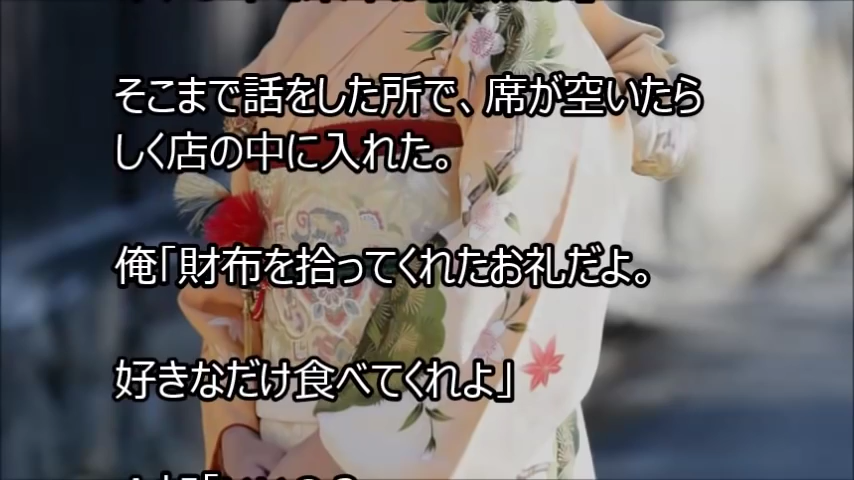 そこまで話をした所で、席が空いたら
しく店の中に入れた。
俺「財布を拾ってくれたお礼だよ。
好きなだけ食べてくれよ」